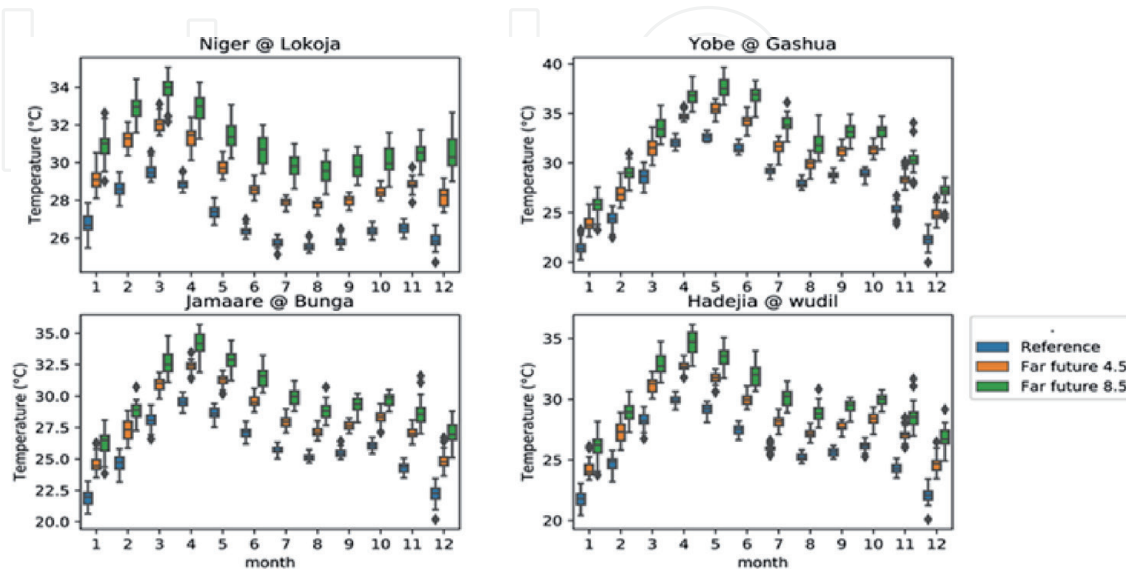 Niger @ Lokoja
Yobe @ Gashua
Temperature (°C)
34
32
30
28
26
1 2 3 4 5 6 7 8 9 10 11 12
Temperature (°C)
40
35
30
25
20
1 2 3 4 5 6 7 8 9 10 11 12
Jamaare @ Bunga
Hadejia @ wudil
Temperature (°C)
35.0
32.5
30.0
27.5
25.0
22.5
20.0
1 2 3 4 5 6 7 8 9 10 11 12
month
Temperature (°C)
35
30
25
20
1 2 3 4 5 6 7 8 9 10 11 12
month
Reference
Far future 4.5
Far future 8.5